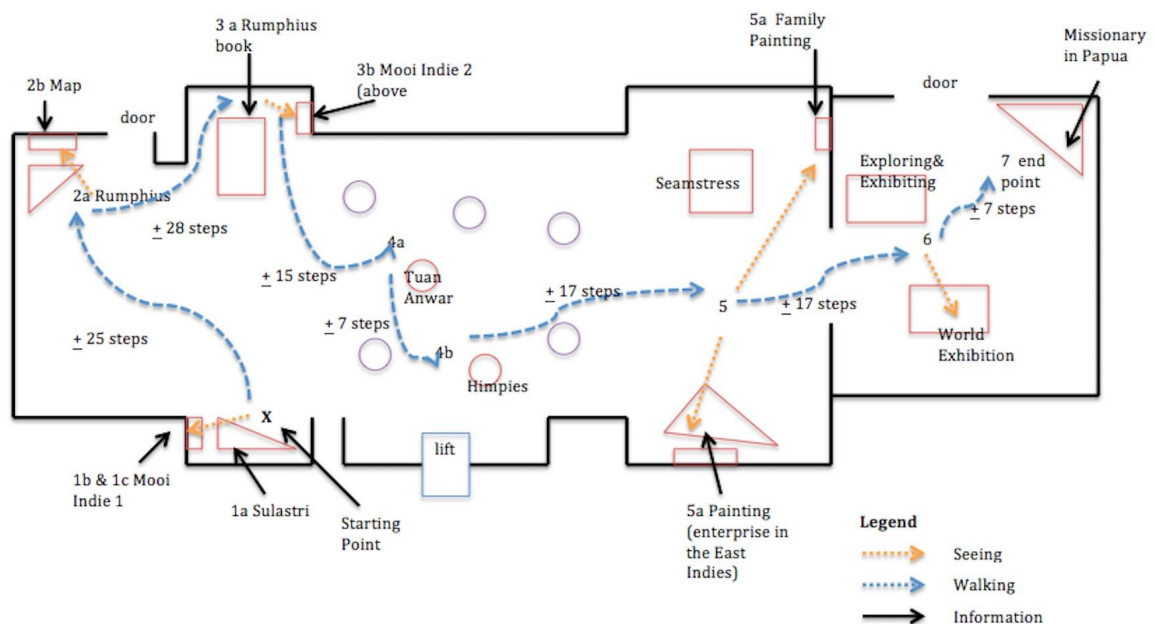 3 a Rumphius
book
5a Family
Painting
Missionary
in Papua
2b Map
3b Mooi Indie 2
(above
door
door
Exploring&
Exhibiting
7 end
point
Seamstress
2a Rumphius
+ 28 steps
+ 7 steps
4a
6
+ 15 steps
Tuan
Anwar
+ 17 steps
5
+ 17 steps
+ 25 steps
+ 7 steps
4b
World
Exhibition
Himpies
X
lift
1b & 1c Mooi
Indie 1
1a Sulastri
Starting
Point
5a Painting
(enterprise in
the East
Indies)
Legend
Seeing
Walking
Information